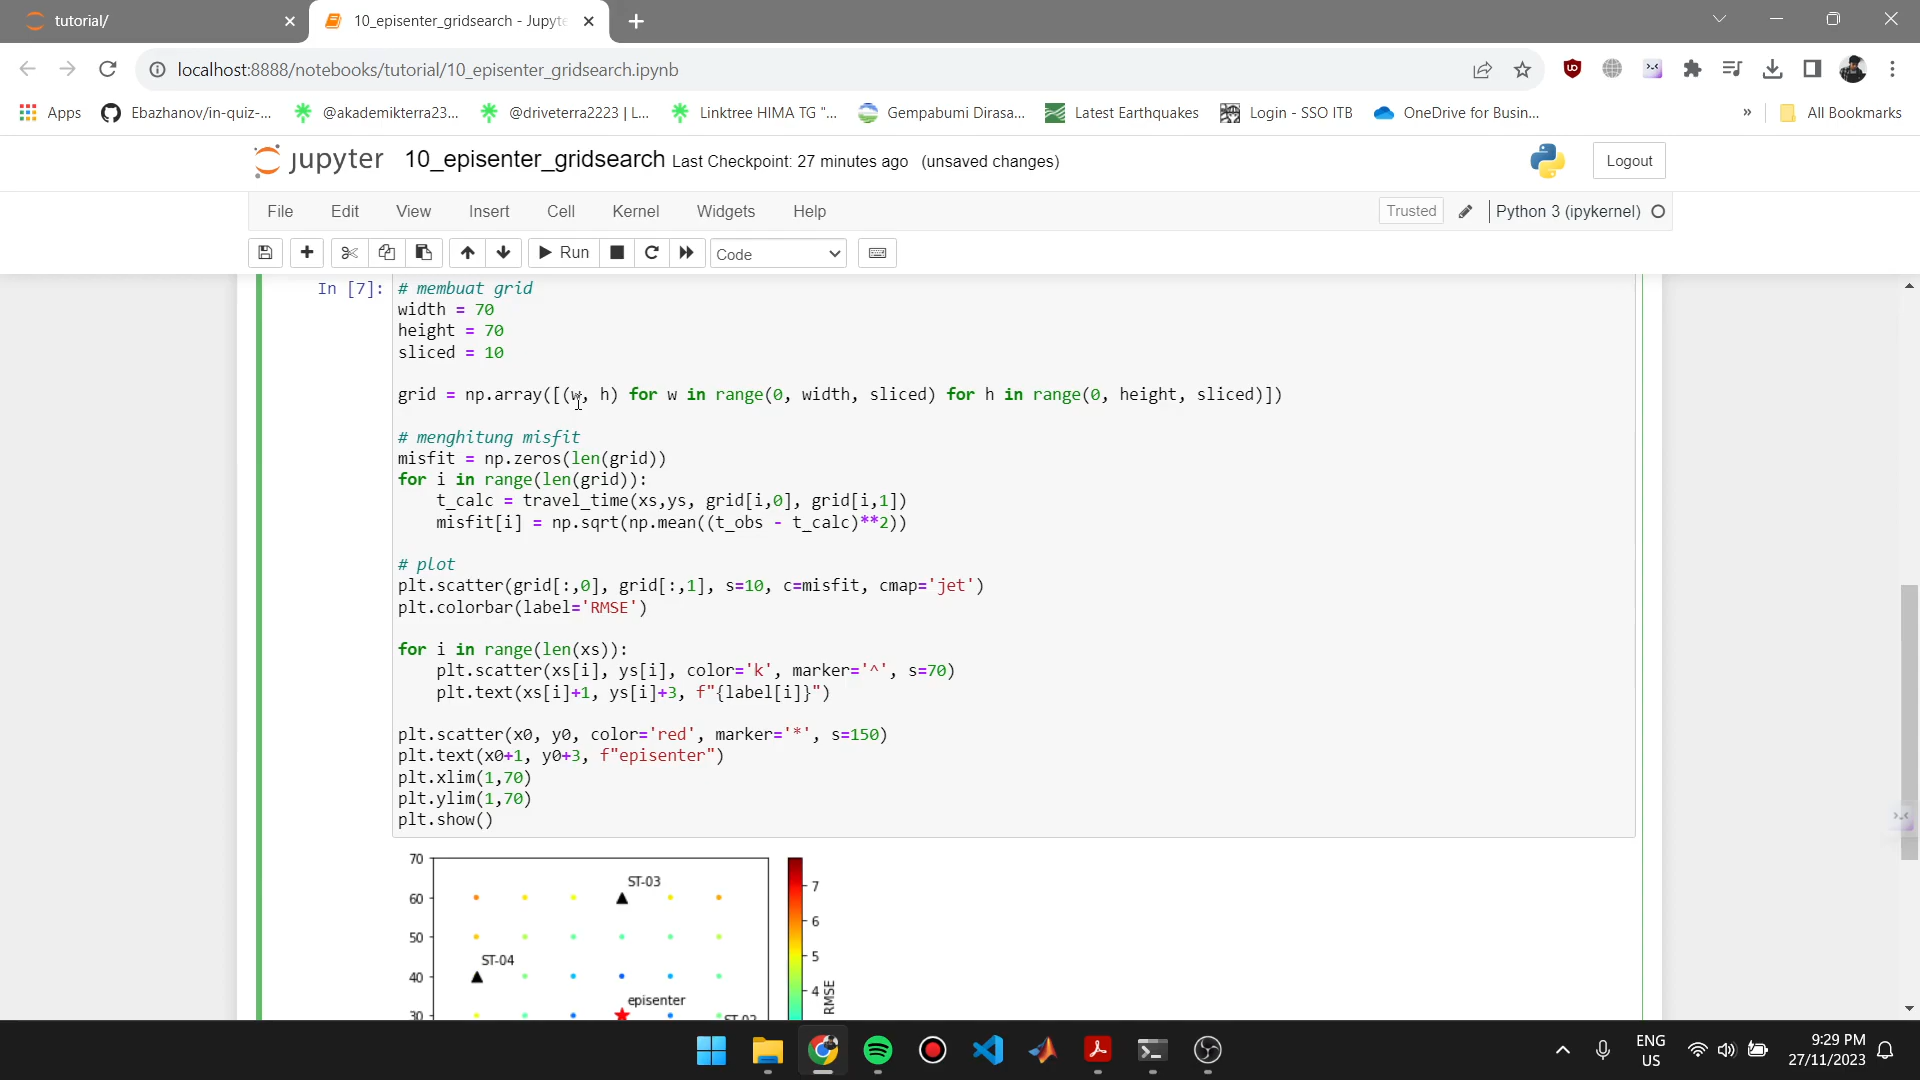 tutorial/
10_episenter_gridsearch - Jupyte
localhost:8888/notebooks/tutorial/10_episenter_gridsearch.ipynb
Apps
Ebazhanov/in-quiz-...
@akademikterra23...
@driveterra2223 | L...
Linktree HIMA TG "...
Gempabumi Dirasa...
Latest Earthquakes
Login - SSO ITB
OneDrive for Busin...
»
All Bookmarks
jupyter
10_episenter_gridsearch Last Checkpoint: 27 minutes ago (unsaved changes)
Logout
File
Edit
View
Insert
Cell
Kernel
Widgets
Help
Trusted
Python 3 (ipykernel)
Run
Code
In [7]:
# membuat grid
width = 70
height = 70
sliced = 10
grid = np.array([(w, h) for w in range(0, width, sliced) for h in range(0, height, sliced)])
# menghitung misfit
misfit = np.zeros(len(grid))
for i in range(len(grid)):
    t_calc = travel_time(xs,ys, grid[i,0], grid[i,1])
    misfit[i] = np.sqrt(np.mean((t_obs - t_calc)**2))
# plot
plt.scatter(grid[:,0], grid[:,1], s=10, c=misfit, cmap='jet')
plt.colorbar(label='RMSE')
for i in range(len(xs)):
    plt.scatter(xs[i], ys[i], color='k', marker='^', s=70)
    plt.text(xs[i]+1, ys[i]+3, f"{label[i]}")
plt.scatter(x0, y0, color='red', marker='*', s=150)
plt.text(x0+1, y0+3, f"episenter")
plt.xlim(1,70)
plt.ylim(1,70)
plt.show()
70
ST-03
7
60
6
50
5
ST-04
40
4
RMSE
episenter
30
ST-02
ENG
US
9:29 PM
27/11/2023